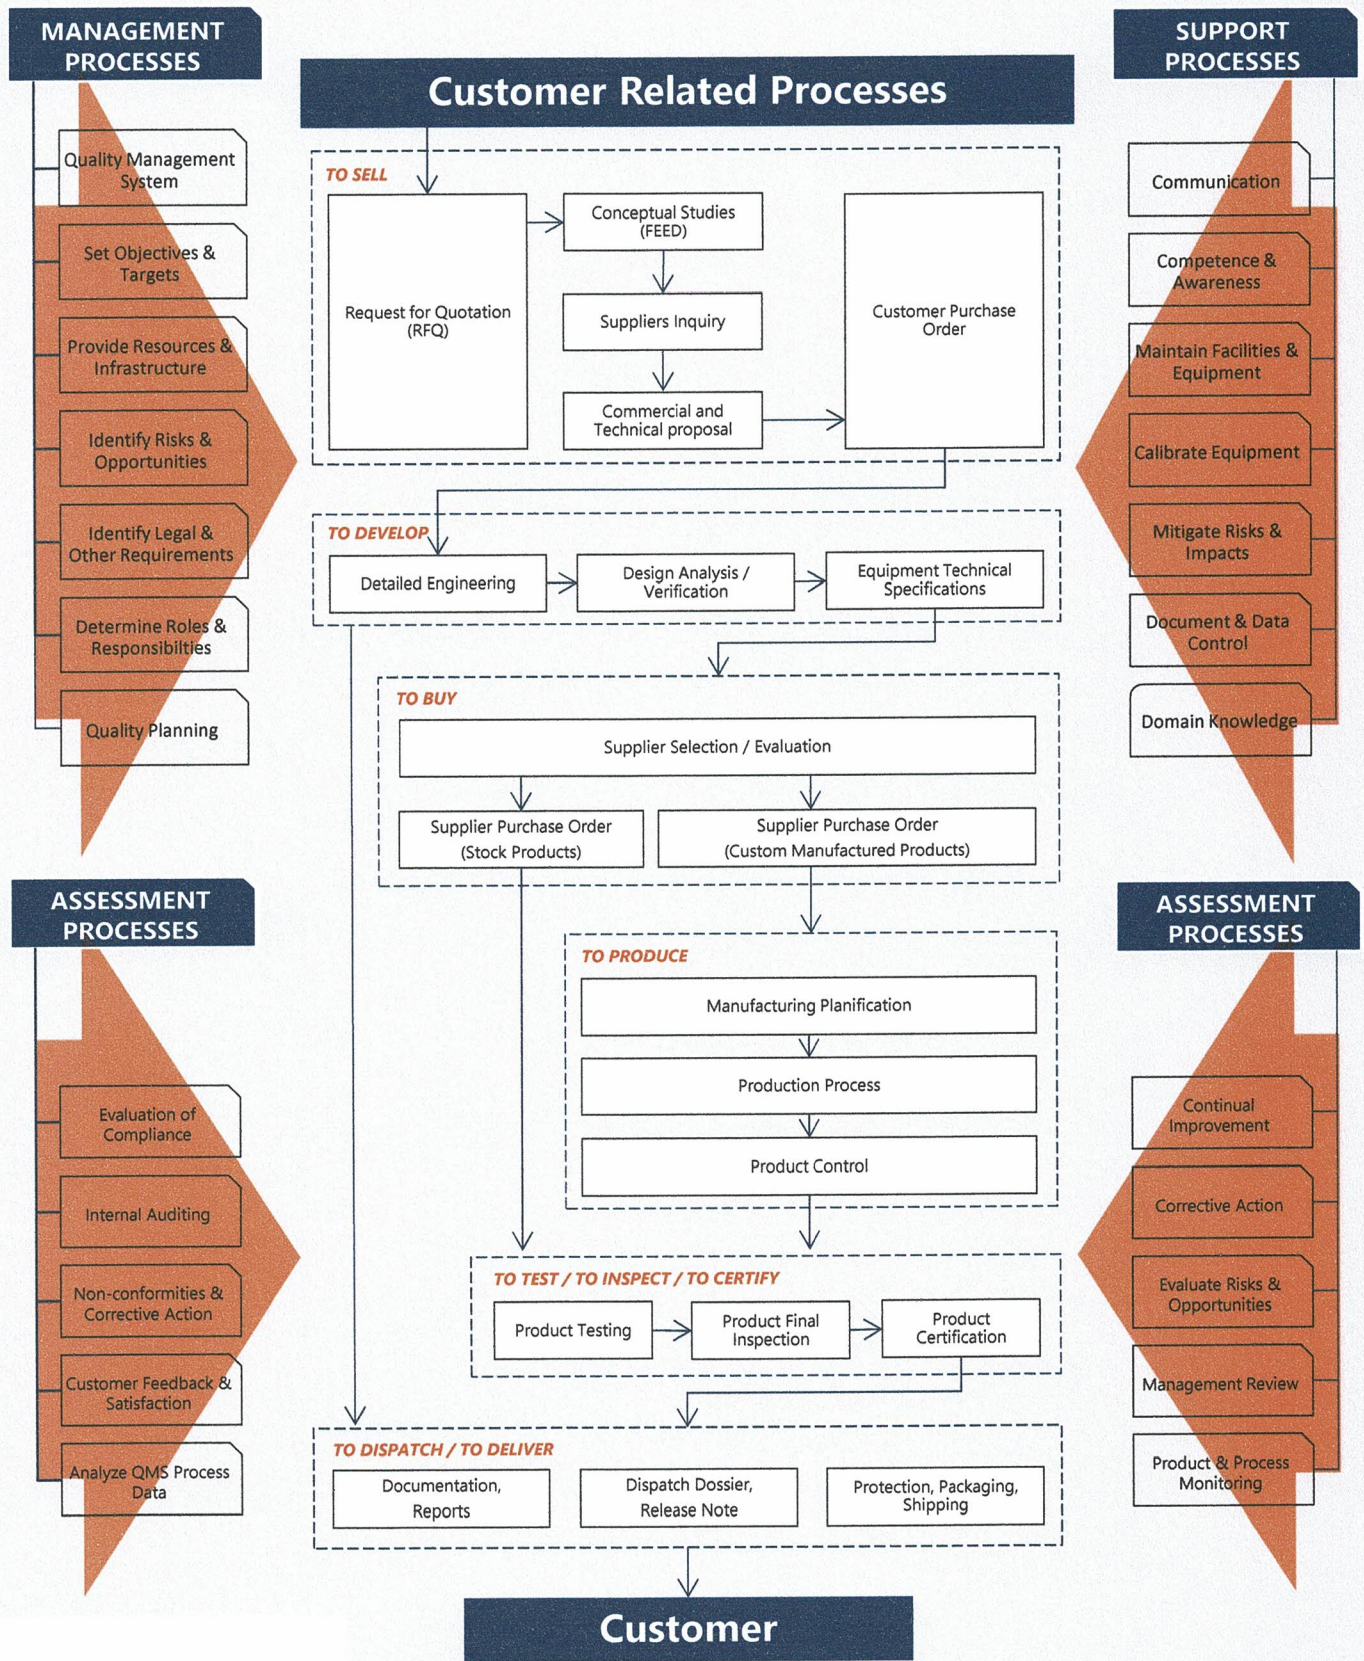 MANAGEMENT
PROCESSES
Quality Management
System
Set Objectives &
Targets
Provide Resources &
Infrastructure
Identify Risks &
Opportunities
Identify Legal &
Other Requirements
Determine Roles &
Responsibilties
Quality Planning
ASSESSMENT
PROCESSES
Evaluation of
Compliance
Internal Auditing
Non-conformities &
Corrective Action
Customer Feedback &
Satisfaction
Analyze QMS Process
Data
Customer Related Processes
TO SELL
Request for Quotation
(RFQ)
Conceptual Studies
(FEED)
Suppliers Inquiry
Commercial and
Technical proposal
Customer Purchase
Order
TO DEVELOP
Detailed Engineering
Design Analysis /
Verification
Equipment Technical
Specifications
TO BUY
Supplier Selection / Evaluation
Supplier Purchase Order
(Stock Products)
Supplier Purchase Order
(Custom Manufactured Products)
TO PRODUCE
Manufacturing Planification
Production Process
Product Control
TO TEST / TO INSPECT / TO CERTIFY
Product Testing
Product Final
Inspection
Product
Certification
TO DISPATCH / TO DELIVER
Documentation,
Reports
Dispatch Dossier,
Release Note
Protection, Packaging,
Shipping
Customer
SUPPORT
PROCESSES
Communication
Competence &
Awareness
Maintain Facilities &
Equipment
Calibrate Equipment
Mitigate Risks &
Impacts
Document & Data
Control
Domain Knowledge
ASSESSMENT
PROCESSES
Continual
Improvement
Corrective Action
Evaluate Risks &
Opportunities
Management Review
Product & Process
Monitoring